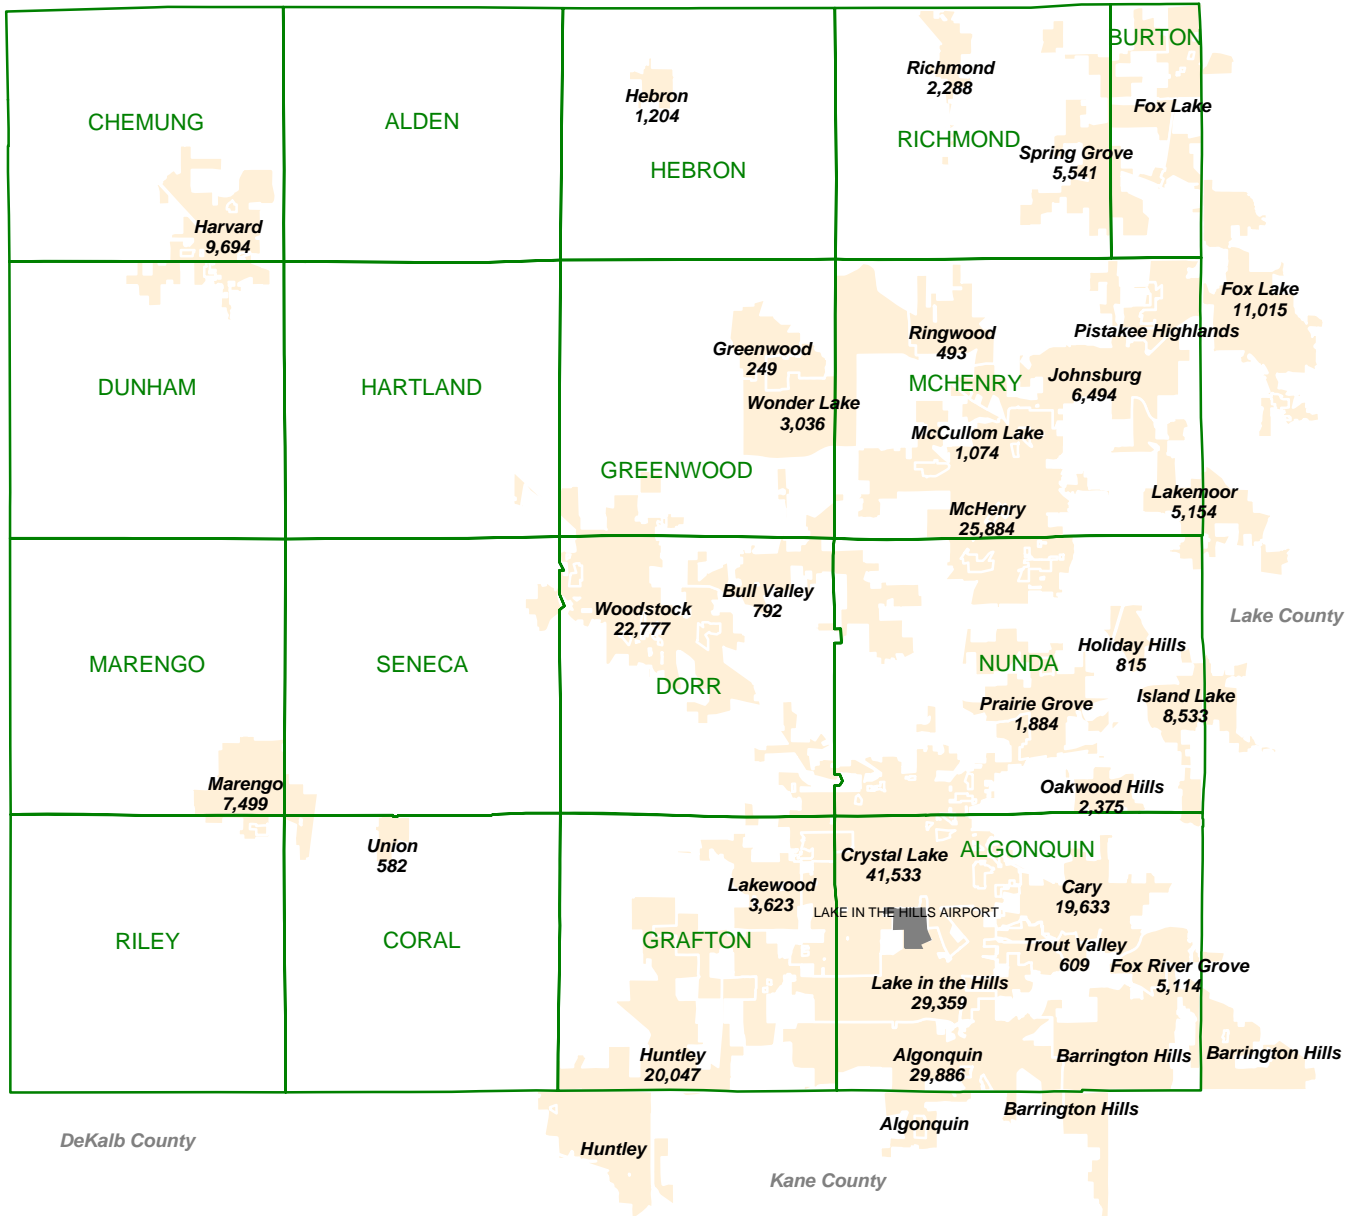 BURTON
Richmond
2,288
Hebron
1,204
Fox Lake
CHEMUNG
ALDEN
RICHMOND
Spring Grove
5,541
HEBRON
Harvard
9,694
Fox Lake
11,015
Pistakee Highlands
Ringwood
493
Greenwood
249
DUNHAM
HARTLAND
MCHENRY
Johnsburg
6,494
Wonder Lake
3,036
McCullom Lake
1,074
GREENWOOD
Lakemoor
5,154
McHenry
25,884
Bull Valley
792
Woodstock
22,777
Lake County
Holiday Hills
815
MARENGO
SENECA
NUNDA
DORR
Island Lake
8,533
Prairie Grove
1,884
Marengo
7,499
Oakwood Hills
2,375
Union
582
Crystal Lake
41,533
ALGONQUIN
Lakewood
3,623
Cary
19,633
LAKE IN THE HILLS AIRPORT
RILEY
CORAL
GRAFTON
Trout Valley
609
Fox River Grove
5,114
Lake in the Hills
29,359
Huntley
20,047
Algonquin
29,886
Barrington Hills
Barrington Hills
Barrington Hills
Algonquin
DeKalb County
Huntley
Kane County